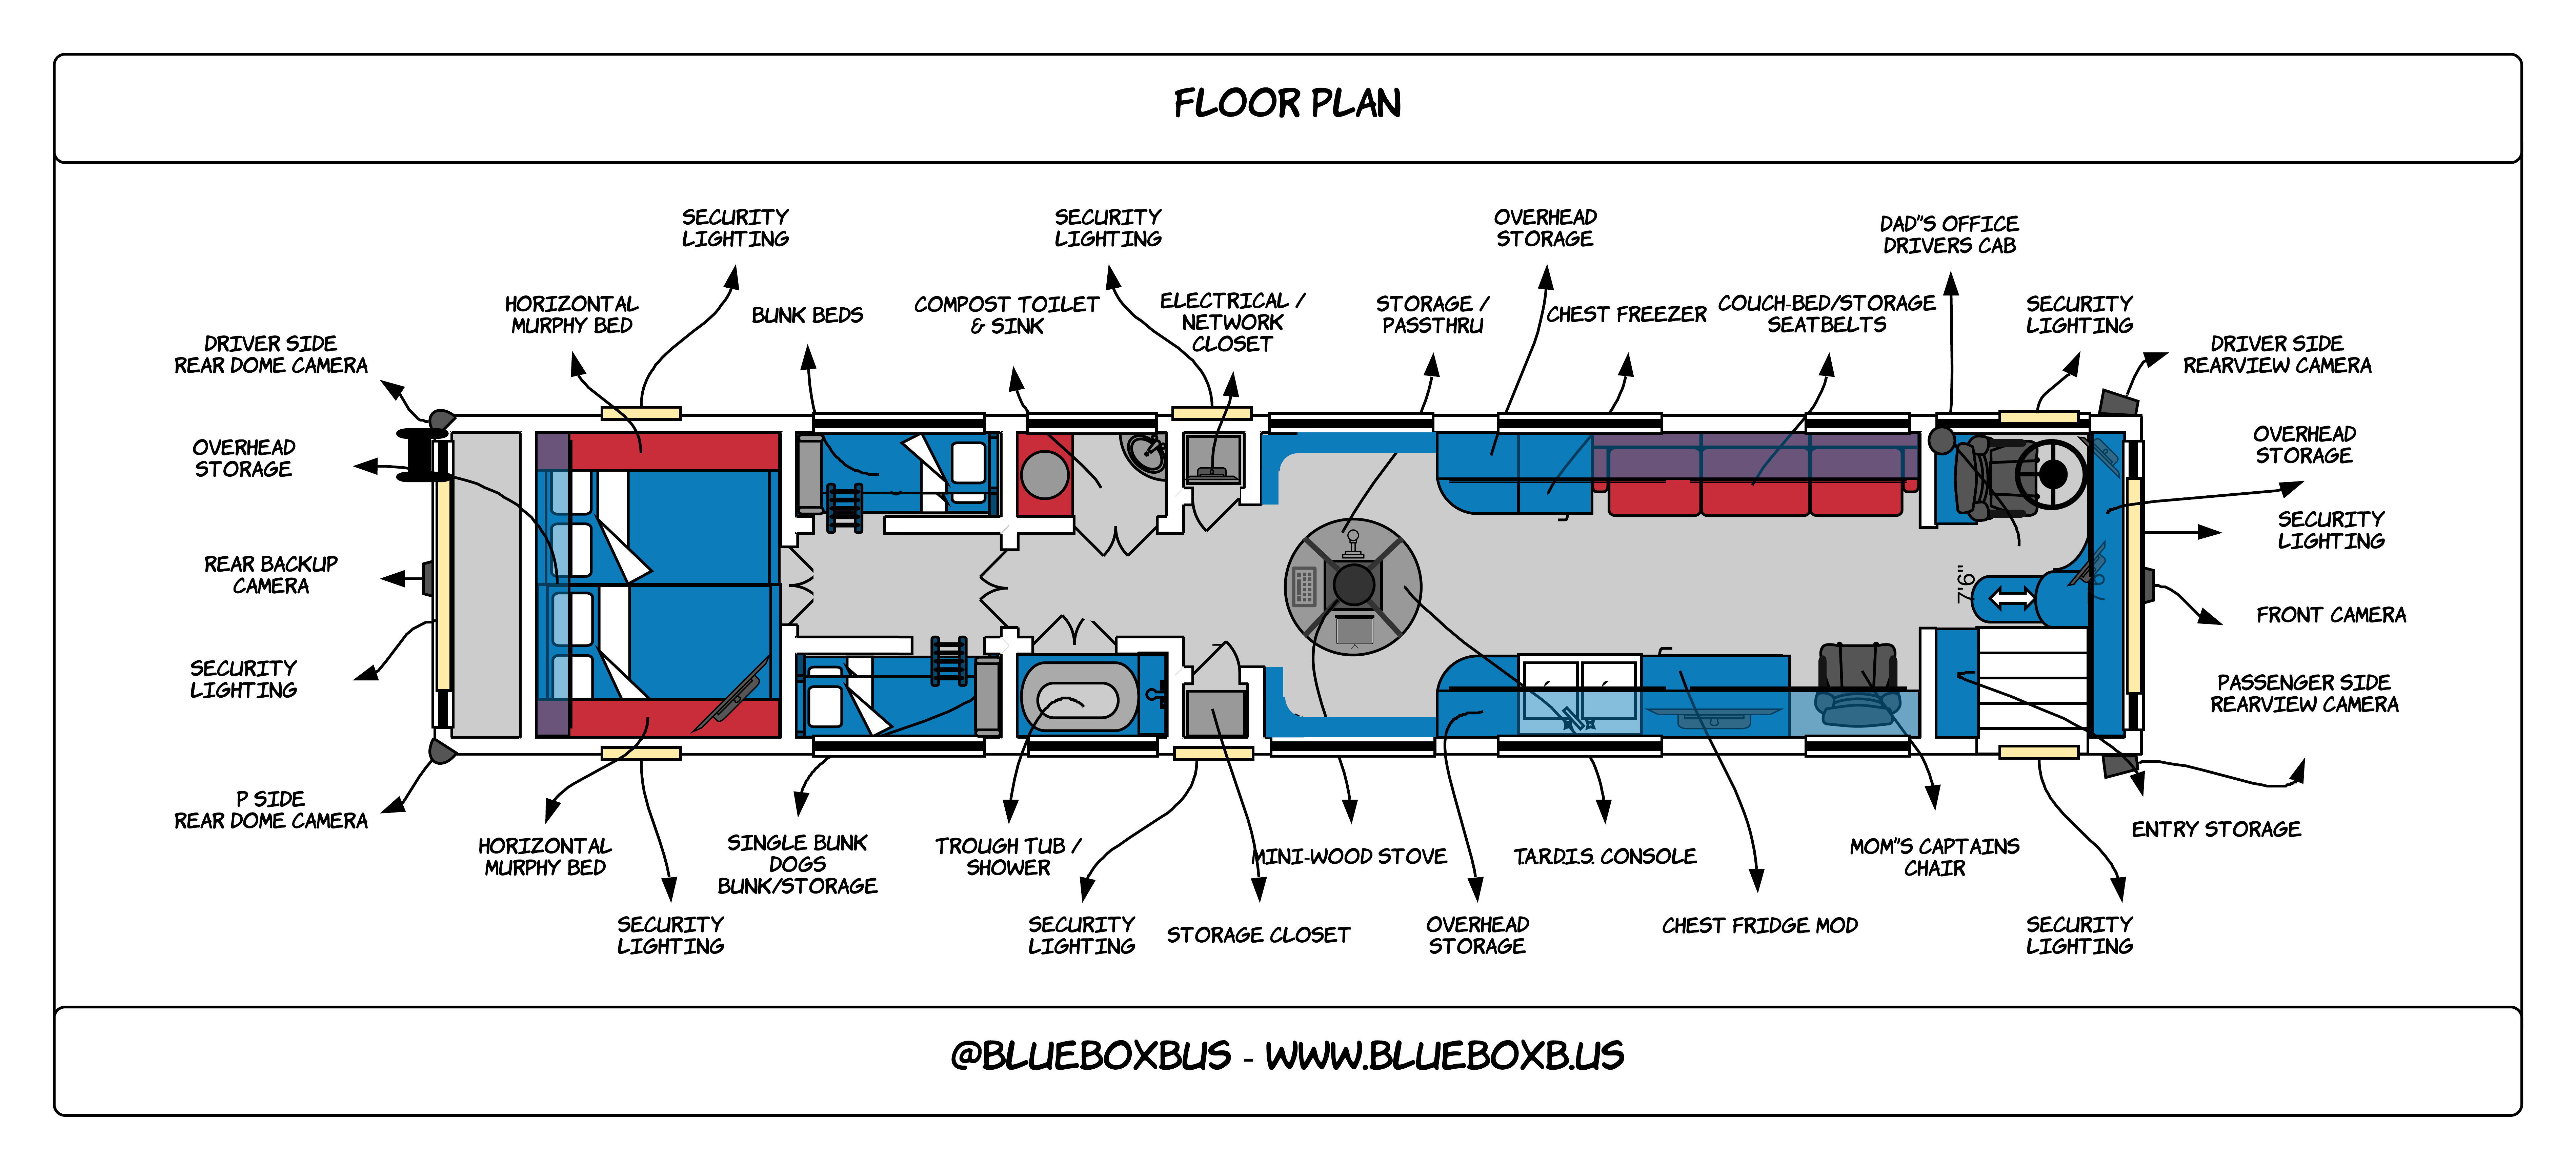 FLOOR PLAN
SECURITY
LIGHTING
SECURITY
LIGHTING
OVERHEAD
STORAGE
DAD"S OFFICE
DRIVERS CAB
HORIZONTAL
MURPHY BED
BUNK BEDS
COMPOST TOILET
& SINK
ELECTRICAL /
NETWORK
CLOSET
STORAGE /
PASSTHRU
CHEST FREEZER
COUCH-BED/STORAGE
SEATBELTS
SECURITY
LIGHTING
DRIVER SIDE
REAR DOME CAMERA
DRIVER SIDE
REARVIEW CAMERA
OVERHEAD
STORAGE
OVERHEAD
STORAGE
SECURITY
LIGHTING
REAR BACKUP
CAMERA
7'6"
FRONT CAMERA
SECURITY
LIGHTING
PASSENGER SIDE
REARVIEW CAMERA
P SIDE
REAR DOME CAMERA
HORIZONTAL
MURPHY BED
SINGLE BUNK
DOGS
BUNK/STORAGE
TROUGH TUB /
SHOWER
MINI-WOOD STOVE
T.A.R.D.I.S. CONSOLE
MOM"S CAPTAINS
CHAIR
ENTRY STORAGE
SECURITY
LIGHTING
SECURITY
LIGHTING
STORAGE CLOSET
OVERHEAD
STORAGE
CHEST FRIDGE MOD
SECURITY
LIGHTING
@BLUEBOXBUS - WWW.BLUEBOXB.US